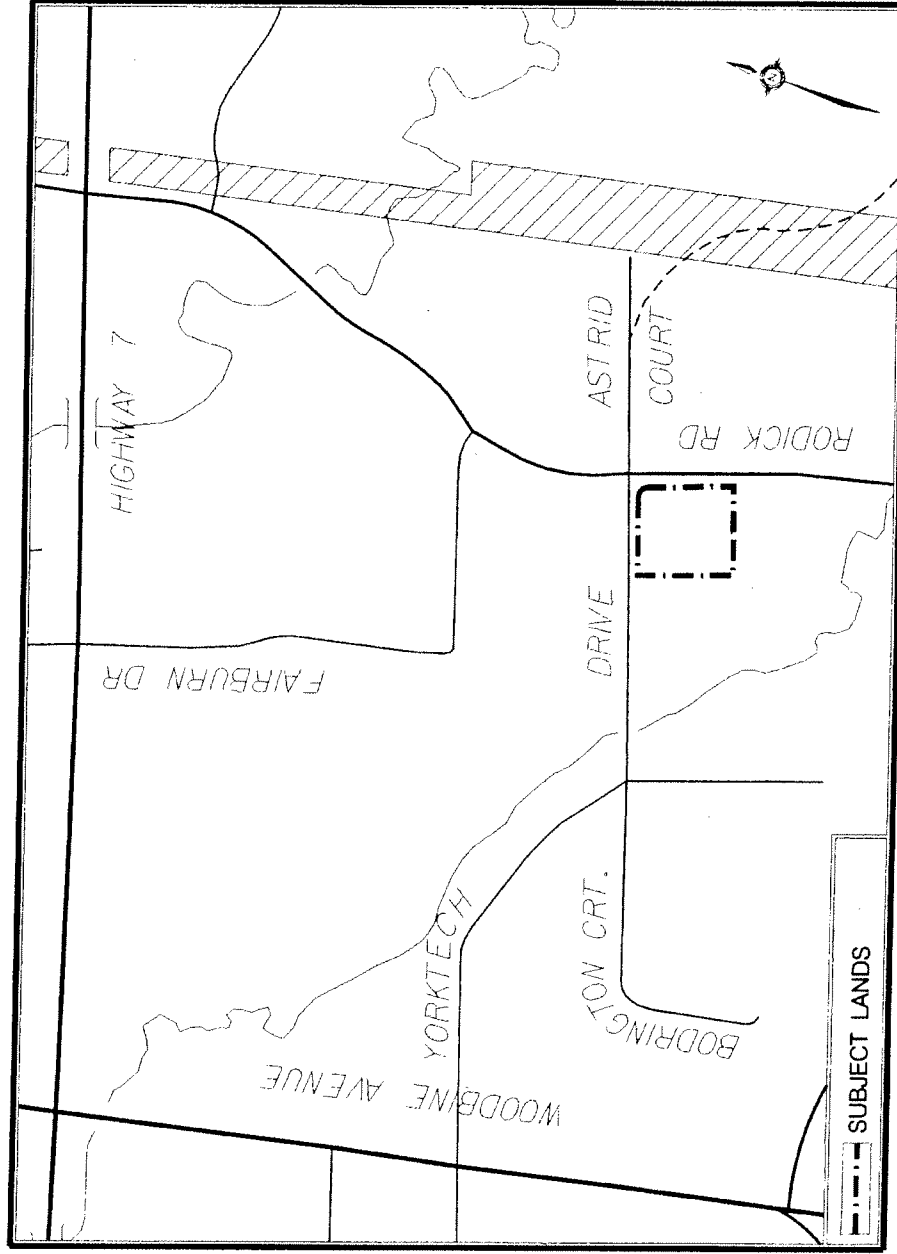 HIGHWAY 7
FAIRBURN DR
ASTRID
COURT
RODICK RD
DRIVE
YORKTECH
BODRINGTON CRT.
WOODBINE AVENUE
SUBJECT LANDS
N